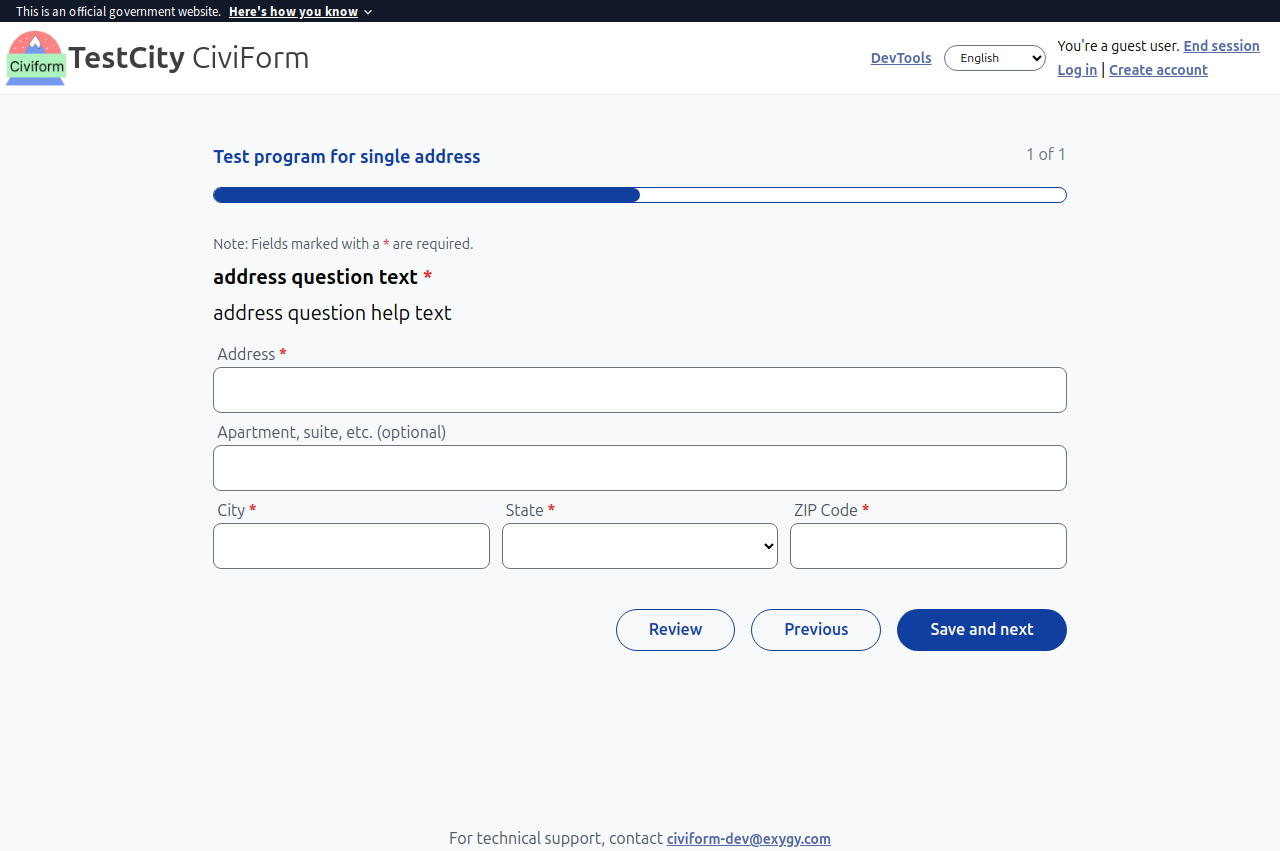 This is an official government website. Here's how you know
Civiform
TestCity CiviForm
DevTools
English
You're a guest user. End session
Log in | Create account
Test program for single address
1 of 1
Note: Fields marked with a * are required.
address question text *
address question help text
Address *
Apartment, suite, etc. (optional)
City * State * ZIP Code *
Review Previous Save and next
For technical support, contact civiform-dev@exygy.com